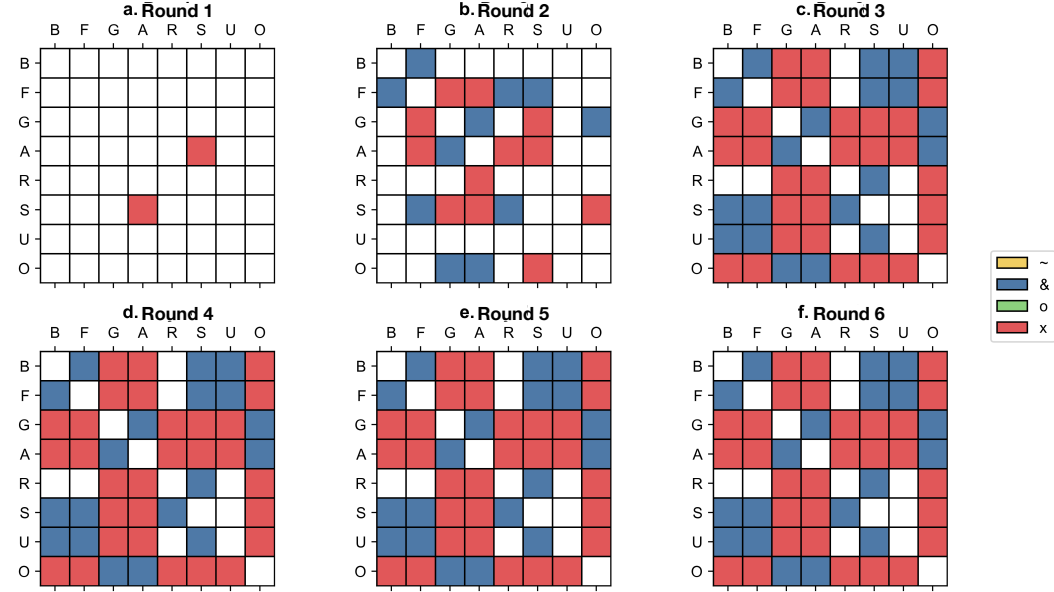 a. Round 1
B F G A R S U O
B
F
G
A
R
S
U
O
b. Round 2
B F G A R S U O
B
F
G
A
R
S
U
O
c. Round 3
B F G A R S U O
B
F
G
A
R
S
U
O
~
&
o
x
d. Round 4
B F G A R S U O
B
F
G
A
R
S
U
O
e. Round 5
B F G A R S U O
B
F
G
A
R
S
U
O
f. Round 6
B F G A R S U O
B
F
G
A
R
S
U
O